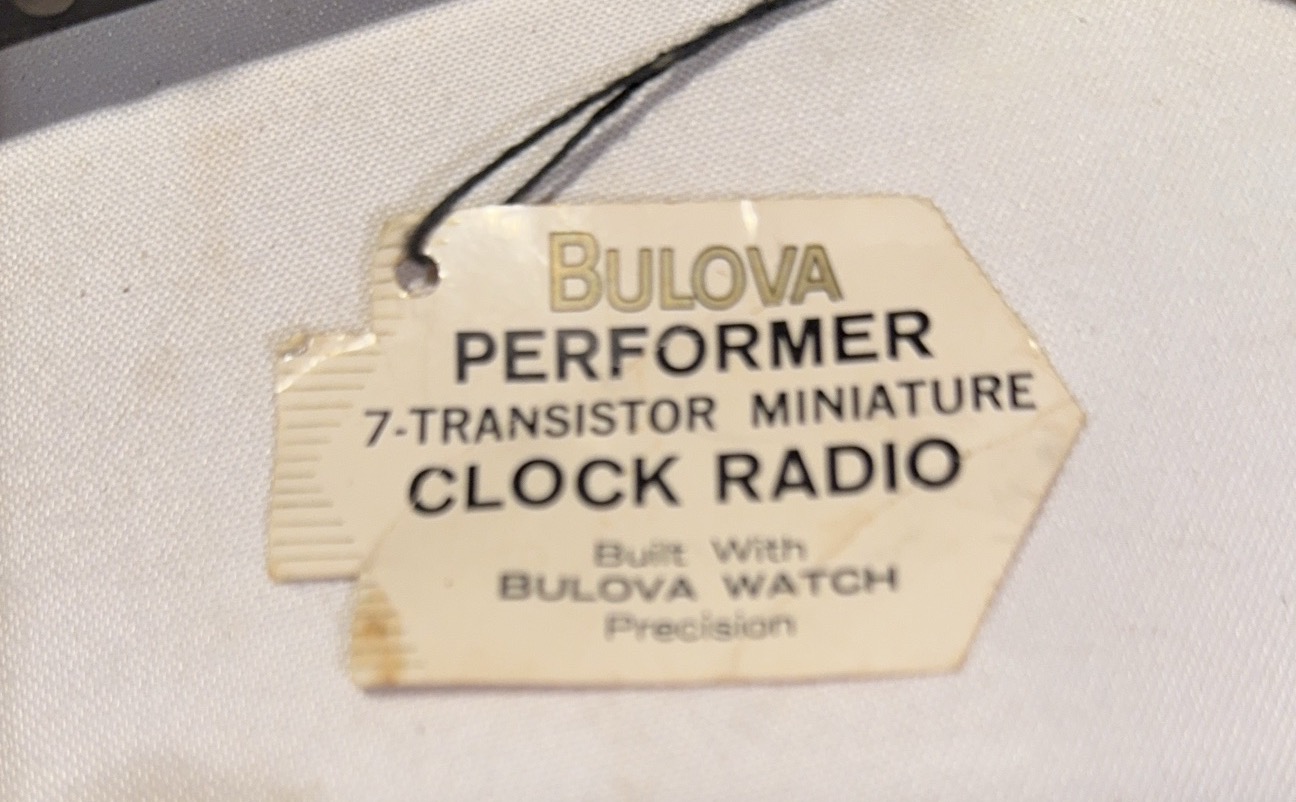 BULOVA
PERFORMER
7-TRANSISTOR MINIATURE
CLOCK RADIO
Built With
BULOVA WATCH
Precision